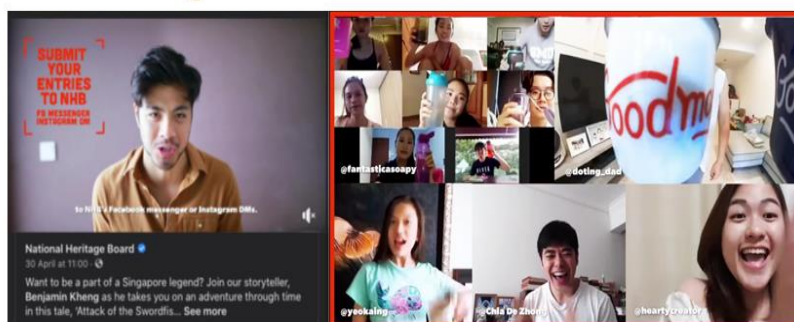 SUBMIT
YOUR
ENTRIES
TO NHB
FB MESSENGER
INSTAGRAM DM
to NHB's Facebook messenger or Instagram DMs.
National Heritage Board
30 April at 11:00
Want to be a part of a Singapore legend? Join our storyteller,
Benjamin Kheng as he takes you on an adventure through time
in this tale, 'Attack of the Swordfis... See more
@fantasticasoapy
@doting_dad
@yeokaing
@Chia De Zhong
@heartycreator